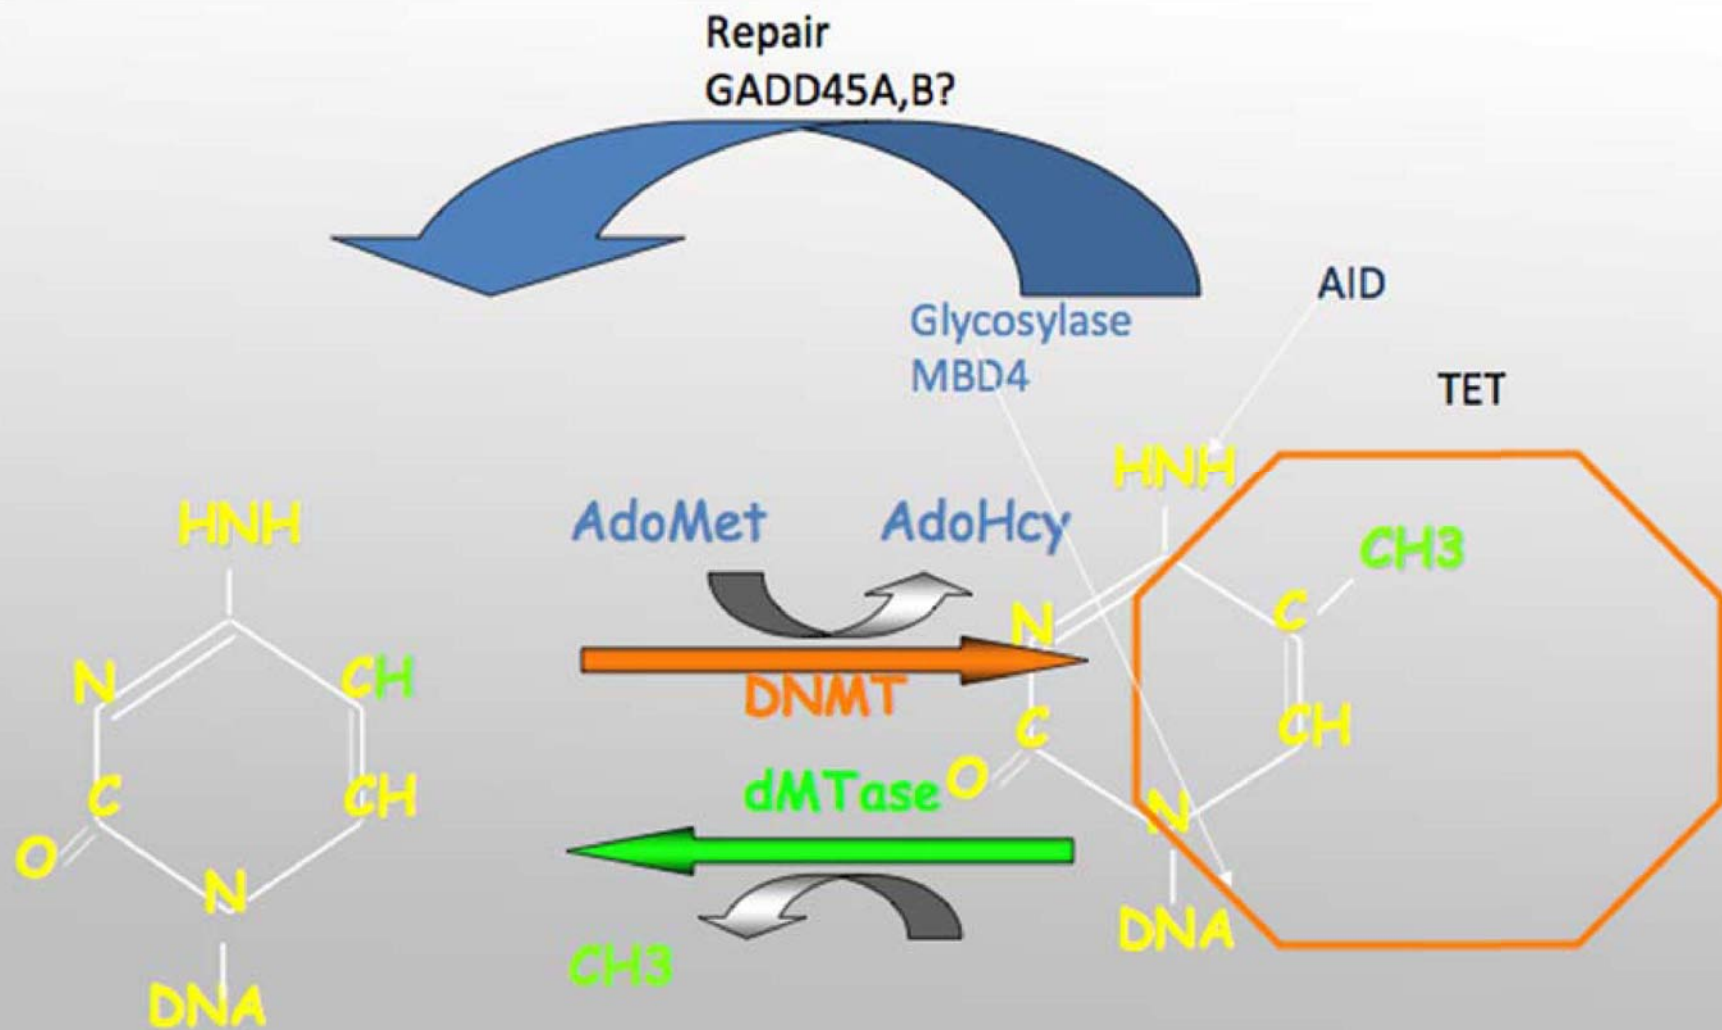 Repair
GADD45A,B?
AID
Glycosylase
MBD4
TET
HNH
AdoMet
AdoHcy
HNH
CH3
N
CH
N
C
DNMT
C
CH
C
CH
dMTase
O
O
N
N
DNA
CH3
DNA